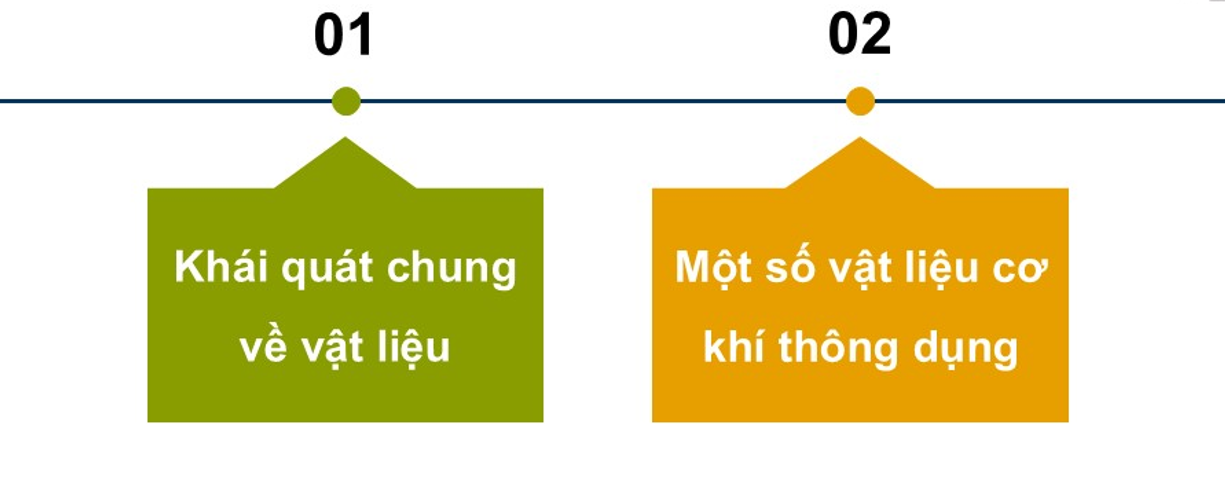 01
Khái quát chung
về vật liệu
02
Một số vật liệu cơ
khí thông dụng